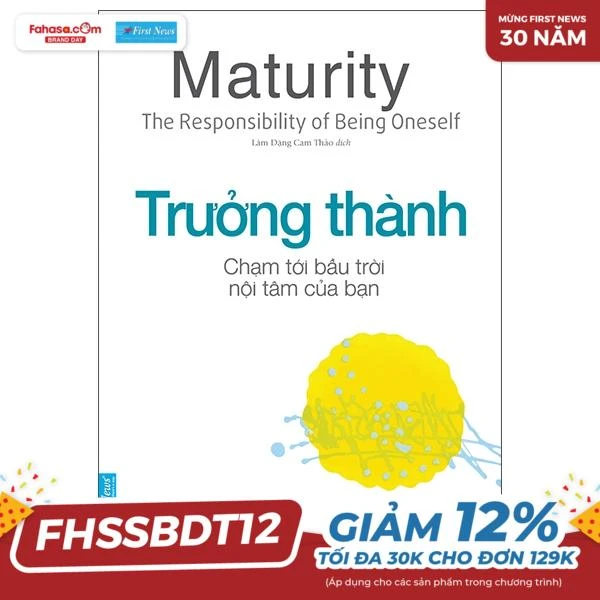 Fahasa.com
BRAND DAY
First News
MỪNG FIRST NEWS
30 NĂM
Maturity
The Responsibility of Being Oneself
Lâm Đặng Cam Thảo dịch
Trưởng thành
Chạm tới bầu trời
nội tâm của bạn
News
FHSSBDT12
GIẢM 12%
TỐI ĐA 30K CHO ĐƠN 129K
(Áp dụng cho các sản phẩm trong chương trình)